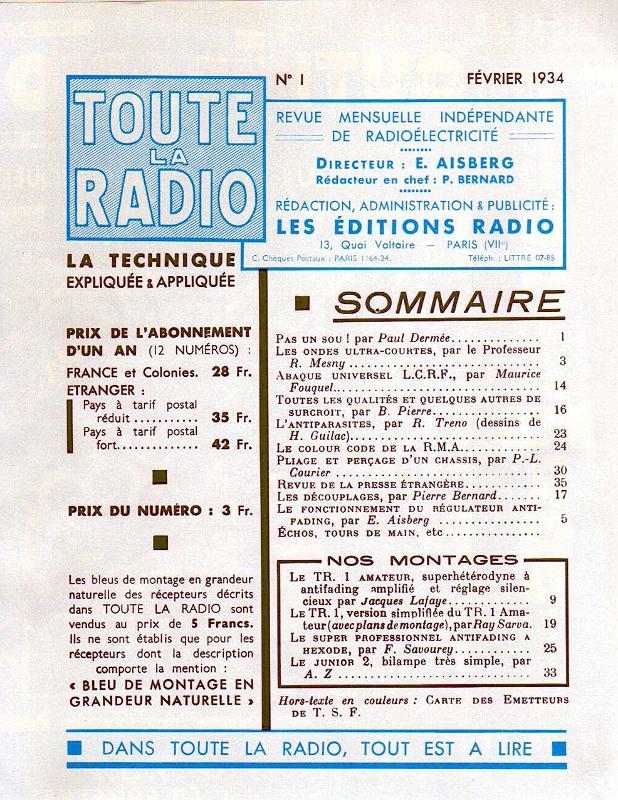 N° 1
FÉVRIER 1934
TOUTE
LA
RADIO
REVUE MENSUELLE INDÉPENDANTE
DE RADIOÉLECTRICITÉ
DIRECTEUR : E. AISBERG
Rédacteur en chef : P. BERNARD
RÉDACTION, ADMINISTRATION & PUBLICITÉ :
LES ÉDITIONS RADIO
13, Quai Voltaire — PARIS (VIIe)
C. Chèques Postaux : PARIS 1164-34. Téléph. : LITTRÉ 07-85
LA TECHNIQUE
EXPLIQUÉE & APPLIQUÉE
PRIX DE L'ABONNEMENT
D'UN AN (12 NUMÉROS) :
FRANCE et Colonies. 28 Fr.
ETRANGER :
Pays à tarif postal
réduit ........... 35 Fr.
Pays à tarif postal
fort............. 42 Fr.
PRIX DU NUMÉRO : 3 Fr.
Les bleus de montage en grandeur
naturelle des récepteurs décrits
dans TOUTE LA RADIO sont
vendus au prix de 5 Francs.
Ils ne sont établis que pour les
récepteurs dont la description
comporte la mention :
« BLEU DE MONTAGE EN
GRANDEUR NATURELLE »
SOMMAIRE
PAS UN SOU ! par Paul Dermée.............. 1
LES ONDES ULTRA-COURTES, par le Professeur
R. Mesny ........................ 3
ABAQUE UNIVERSEL L.C.R.F., par Maurice
Fouquel.......................... 14
TOUTES LES QUALITÉS ET QUELQUES AUTRES DE
SURCROIT, par B. Pierre.............. 16
L'ANTIPARASITES, par R. Treno (dessins de
H. Guilac)........................ 23
LE COLOUR CODE DE LA R.M.A.............. 24
PLIAGE ET PERÇAGE D'UN CHASSIS, par P.-L.
Courier .......................... 30
REVUE DE LA PRESSE ÉTRANGÈRE............ 35
LES DÉCOUPLAGES, par Pierre Bernard....... 17
LE FONCTIONNEMENT DU RÉGULATEUR ANTI-
FADING, par E. Aisberg ............... 5
ÉCHOS, TOURS DE MAIN, etc ...............
NOS MONTAGES
LE TR. 1 AMATEUR, superhétérodyne à
antifading amplifié et réglage silen-
cieux par Jacques Lafaye............. 9
LE TR. 1, version simplifiée du TR. 1 Ama-
teur (avec plans de montage), par Ray Sarva. 19
LE SUPER PROFESSIONNEL ANTIFADING A
HEXODE, par F. Savourey............. 25
LE JUNIOR 2, bilampe très simple, par
A. Z ............................ 33
Hors-texte en couleurs : CARTE DES EMETTEURS
DE T. S. F.
DANS TOUTE LA RADIO, TOUT EST A LIRE